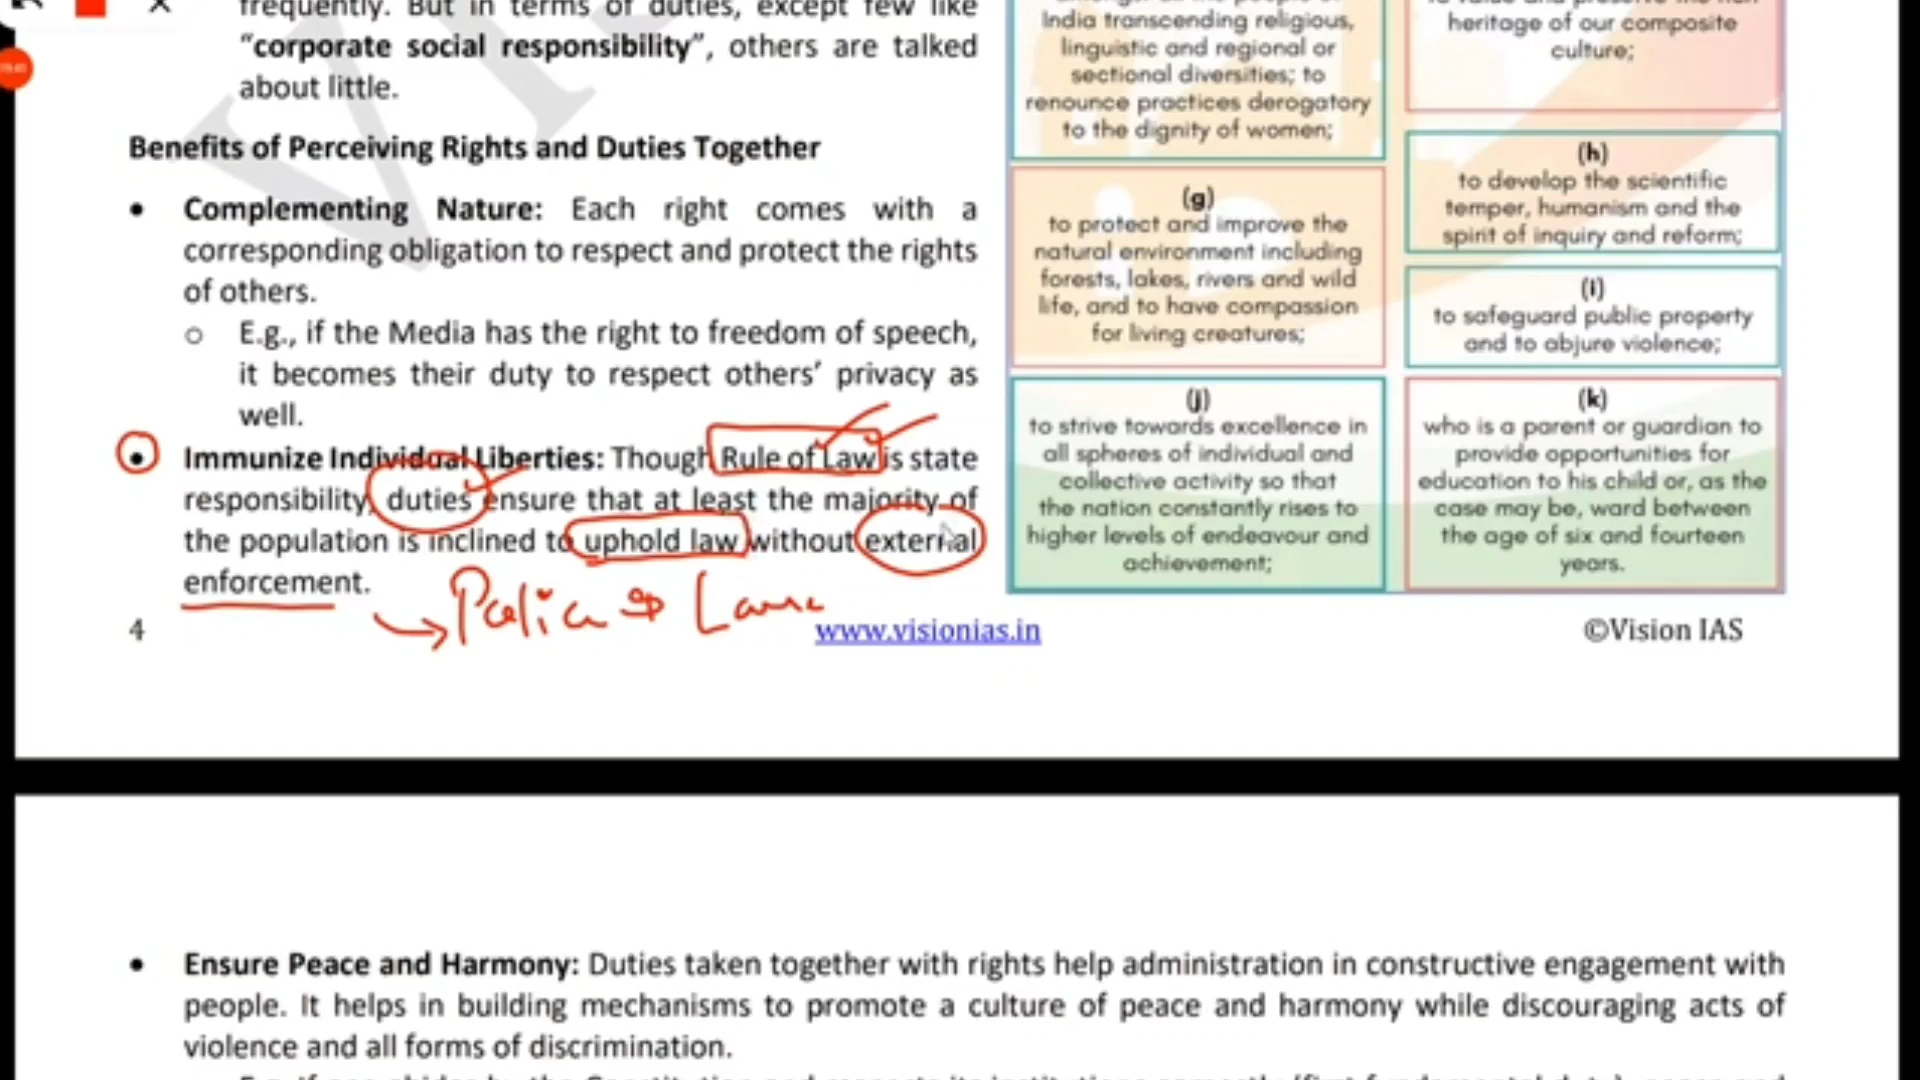 frequently. But in terms of duties, except few like
“corporate social responsibility”, others are talked
about little.
Benefits of Perceiving Rights and Duties Together
• Complementing Nature: Each right comes with a
corresponding obligation to respect and protect the rights
of others.
o E.g., if the Media has the right to freedom of speech,
it becomes their duty to respect others’ privacy as
well.
• Immunize Individual Liberties: Though Rule of Law is state
responsibility, duties ensure that at least the majority of
the population is inclined to uphold law without external
enforcement.
4
www.visionias.in
©Vision IAS
India transcending religious,
linguistic and regional or
sectional diversities; to
renounce practices derogatory
to the dignity of women;
heritage of our composite
culture;
(g)
to protect and improve the
natural environment including
forests, lakes, rivers and wild
life, and to have compassion
for living creatures;
(h)
to develop the scientific
temper, humanism and the
spirit of inquiry and reform;
(i)
to safeguard public property
and to abjure violence;
(j)
to strive towards excellence in
all spheres of individual and
collective activity so that
the nation constantly rises to
higher levels of endeavour and
achievement;
(k)
who is a parent or guardian to
provide opportunities for
education to his child or, as the
case may be, ward between
the age of six and fourteen
years.
• Ensure Peace and Harmony: Duties taken together with rights help administration in constructive engagement with
people. It helps in building mechanisms to promote a culture of peace and harmony while discouraging acts of
violence and all forms of discrimination.